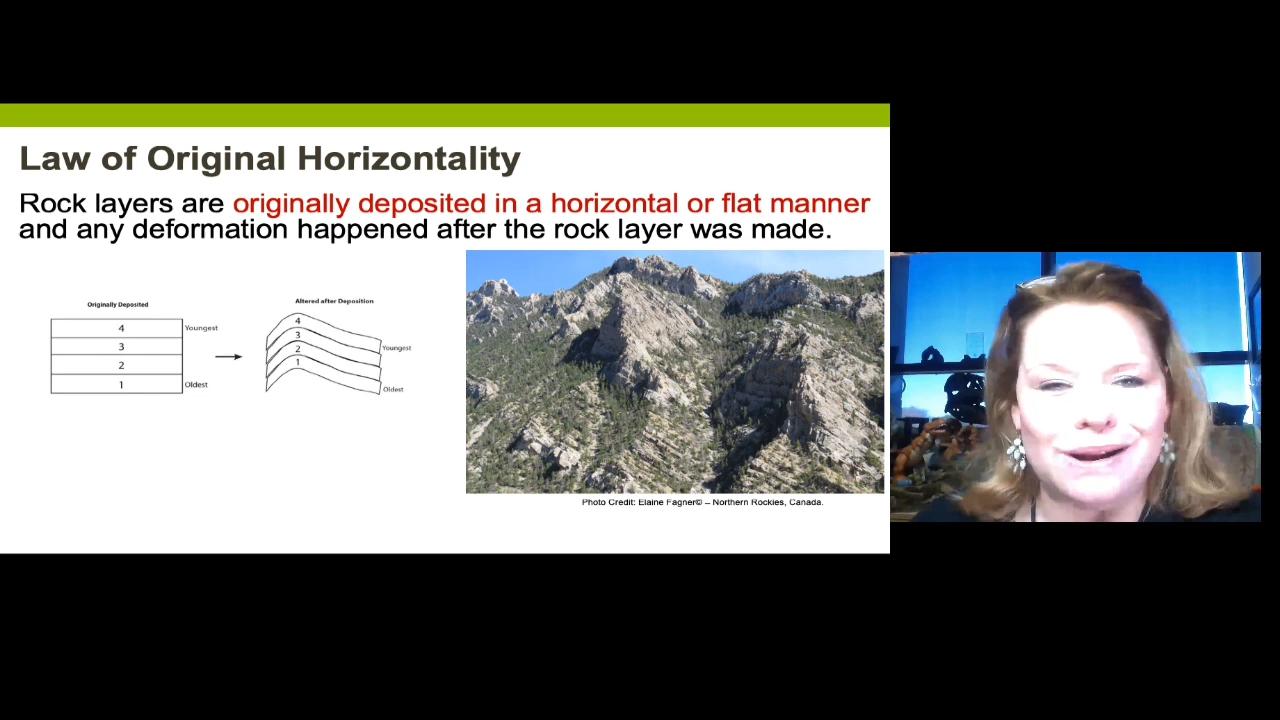 Law of Original Horizontality
Rock layers are originally deposited in a horizontal or flat manner
and any deformation happened after the rock layer was made.
Originally Deposited
4
Youngest
3
2
1
Oldest
Altered after Deposition
4
3
2
1
Youngest
Oldest
Photo Credit: Elaine Fagner© – Northern Rockies, Canada.